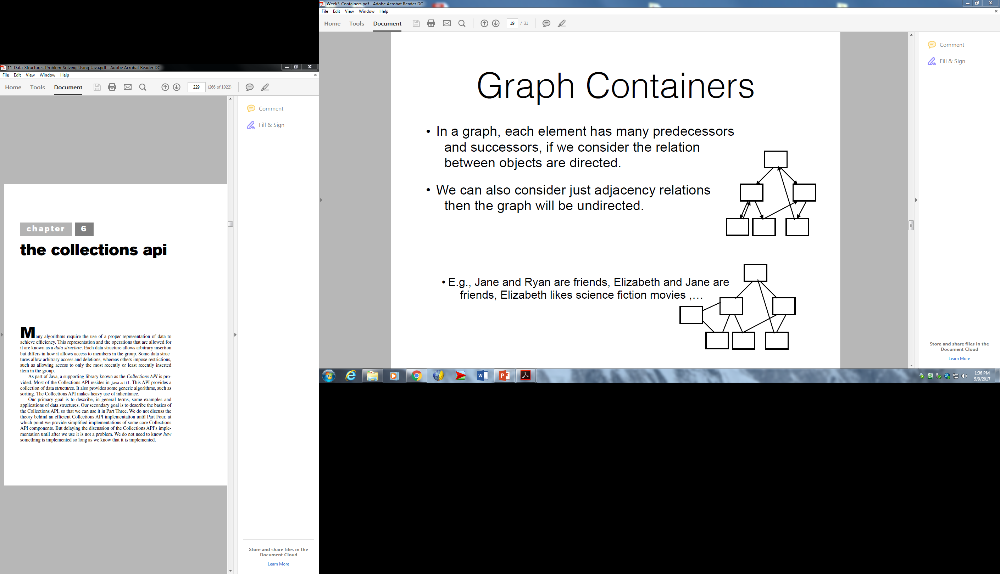 11-Data-Structures-Problem-Solving-Using-Java.pdf - Adobe Acrobat Reader DC
File Edit View Window Help
Home Tools Document 229 (266 of 1022)
Comment
Fill & Sign
chapter 6
the collections api
Many algorithms require the use of a proper representation of data to
achieve efficiency. This representation and the operations that are allowed for
it are known as a data structure. Each data structure allows arbitrary insertion
but differs in how it allows access to members in the group. Some data struc-
tures allow arbitrary access and deletions, whereas others impose restrictions,
such as allowing access to only the most recently or least recently inserted
item in the group.
As part of Java, a supporting library known as the Collections API is pro-
vided. Most of the Collections API resides in java.util. This API provides a
collection of data structures. It also provides some generic algorithms, such as
sorting. The Collections API makes heavy use of inheritance.
Our primary goal is to describe, in general terms, some examples and
applications of data structures. Our secondary goal is to describe the basics of
the Collections API, so that we can use it in Part Three. We do not discuss the
theory behind an efficient Collections API implementation until Part Four, at
which point we provide simplified implementations of some core Collections
API components. But delaying the discussion of the Collections API's imple-
mentation until after we use it is not a problem. We do not need to know how
something is implemented so long as we know that it is implemented.
Store and share files in the
Document Cloud
Learn More
Week3-Containers.pdf - Adobe Acrobat Reader DC
File Edit View Window Help
Home Tools Document 19 / 31
Graph Containers
• In a graph, each element has many predecessors
and successors, if we consider the relation
between objects are directed.
• We can also consider just adjacency relations
then the graph will be undirected.
• E.g., Jane and Ryan are friends, Elizabeth and Jane are
friends, Elizabeth likes science fiction movies ,…
Comment
Fill & Sign
Store and share files in the
Document Cloud
Learn More
1:36 PM
5/9/2017